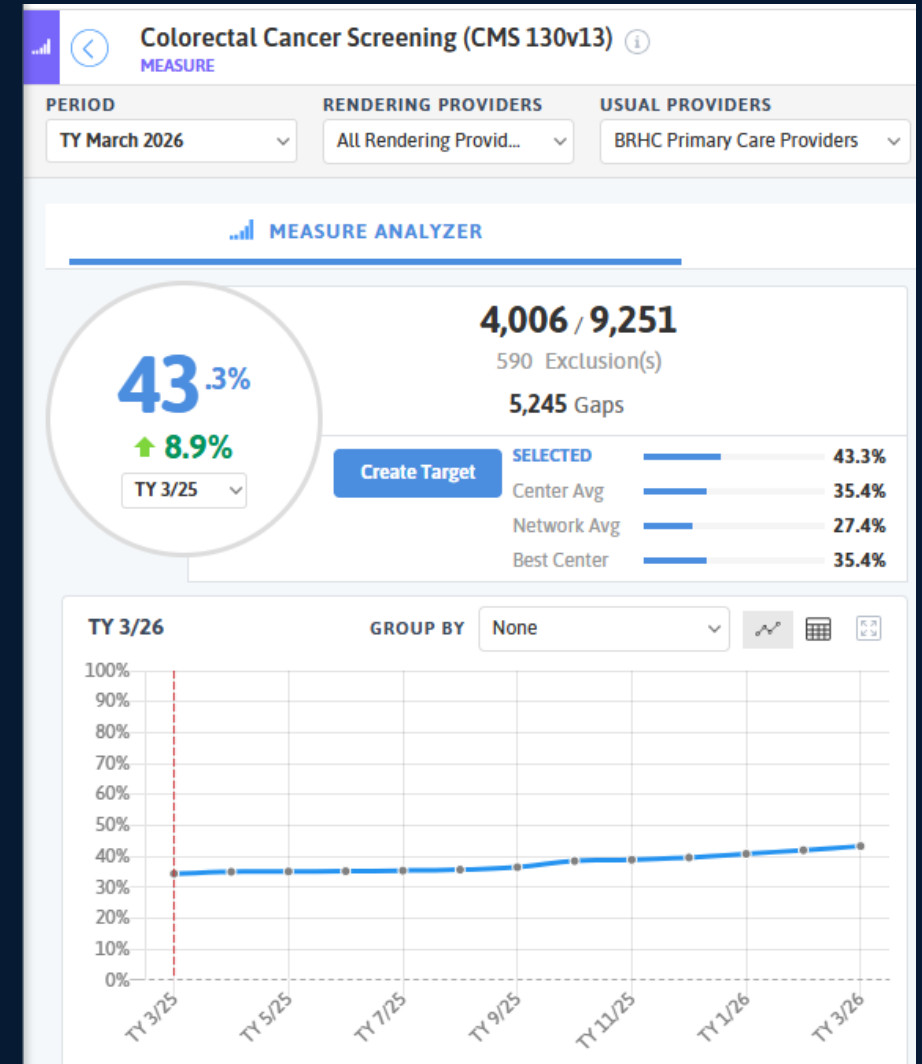 Colorectal Cancer Screening (CMS 130v13) i
MEASURE
PERIOD RENDERING PROVIDERS USUAL PROVIDERS
TY March 2026 All Rendering Provid... BRHC Primary Care Providers
MEASURE ANALYZER
43.3%
8.9%
TY 3/25
4,006 / 9,251
590 Exclusion(s)
5,245 Gaps
Create Target
SELECTED 43.3%
Center Avg 35.4%
Network Avg 27.4%
Best Center 35.4%
TY 3/26 GROUP BY None
100%
90%
80%
70%
60%
50%
40%
30%
20%
10%
0%
TY 3/25 TY 5/25 TY 7/25 TY 9/25 TY 11/25 TY 1/26 TY 3/26